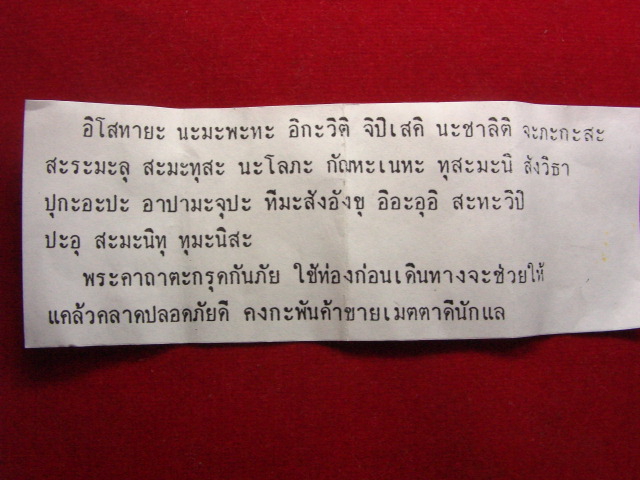 อิโสทายะ นะมะพะทะ อิกะวิติ จิปิเสคิ นะชาลิติ จะภะกะสะ
สะระมะลุ สะมะทุสะ นะโลภะ กัณหะเนหะ ทุสะมะนิ สังวิธา
ปุกะอะปะ อาปามะจุปะ ทีมะสังอังขุ อิอะอุอิ สะทะวิปิ
ปะอุ สะมะนิทุ ทุมะนิสะ
พระคาถาตะกรุดกันภัย ใช้ท่องก่อนเดินทางจะช่วยให้
แคล้วคลาดปลอดภัยดี คงกะพันค้าขายเมตตาดีนักแล